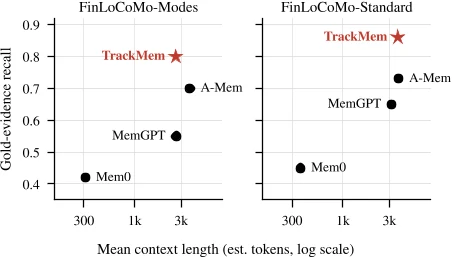 FinLoCoMo-Modes
FinLoCoMo-Standard
Gold-evidence recall
0.9
0.8
0.7
0.6
0.5
0.4
TrackMem
A-Mem
MemGPT
Mem0
TrackMem
A-Mem
MemGPT
Mem0
300 1k 3k
300 1k 3k
Mean context length (est. tokens, log scale)